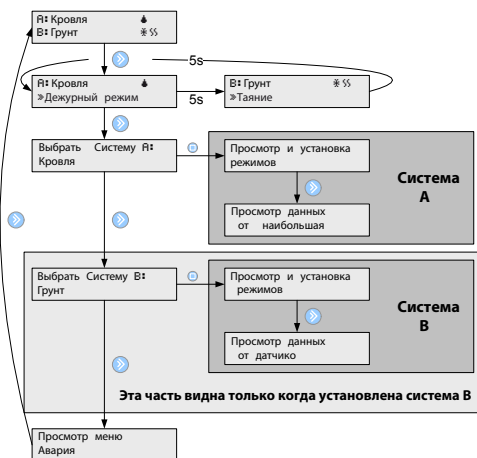 A: Кровля
B: Грунт
5s
A: Кровля
»Дежурный режим
5s
B: Грунт
»Таяние
Выбрать Систему A:
Кровля
Просмотр и установка
режимов
Система
A
Просмотр данных
от наибольшая
Выбрать Систему B:
Грунт
Просмотр и установка
режимов
Система
B
Просмотр данных
от датчико
Эта часть видна только когда установлена система B
Просмотр меню
Авария